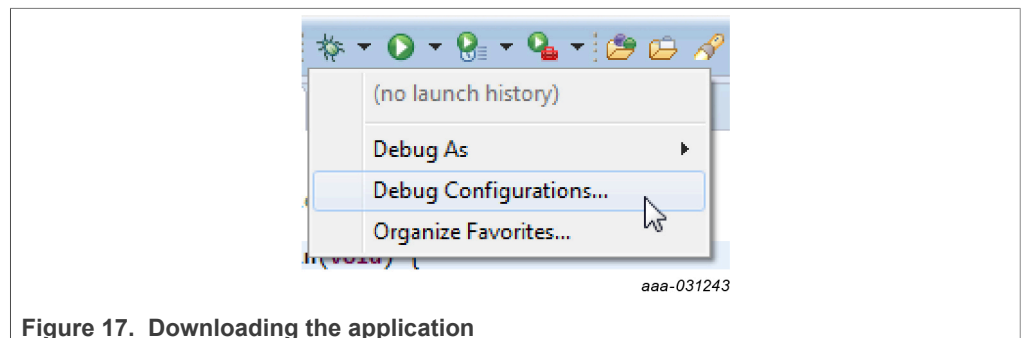 (no launch history)
Debug As
Debug Configurations...
Organize Favorites...
aaa-031243
Figure 17. Downloading the application